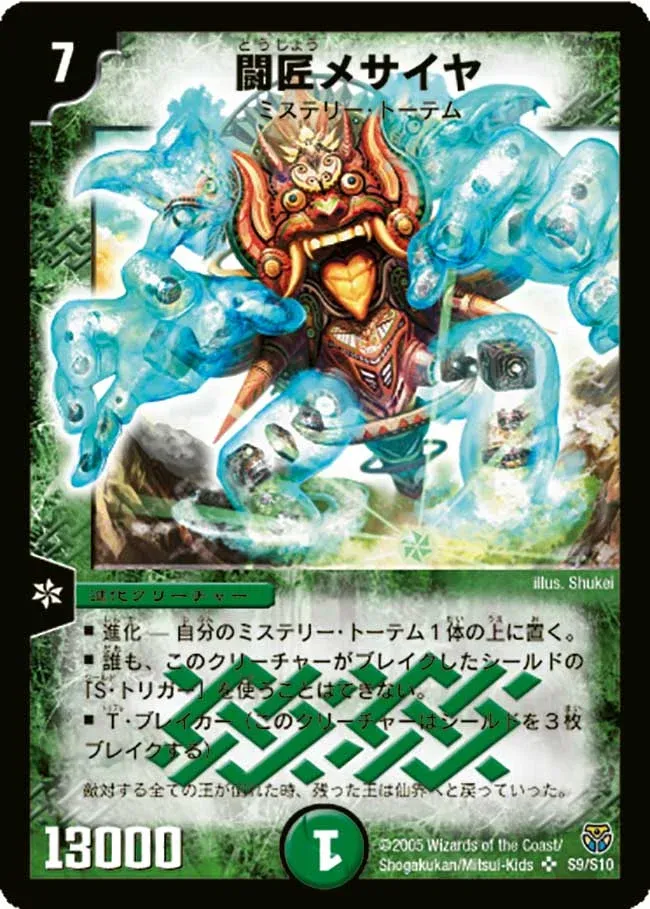 7
とうしょう
闘匠メサイヤ
ミステリー・トーテム
illus. Shukei
進化クリーチャー
■ 進化 — 自分のミステリー・トーテム1体の上に置く。
■ 誰も、このクリーチャーがブレイクしたシールドの
「S・トリガー」を使うことはできない。
■ T・ブレイカー(このクリーチャーはシールドを3枚
ブレイクする)
敵対する全ての王が倒れた時、残った王は仙界へと戻っていった。
13000
1
©2005 Wizards of the Coast/
Shogakukan/Mitsui-Kids
S9/S10